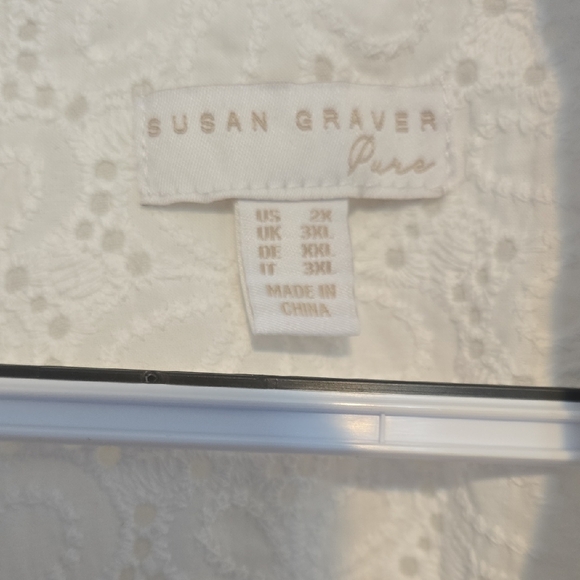 SUSAN GRAVER
Pure
US 2X
UK 3XL
DE XXL
IT 3XL
MADE IN
CHINA